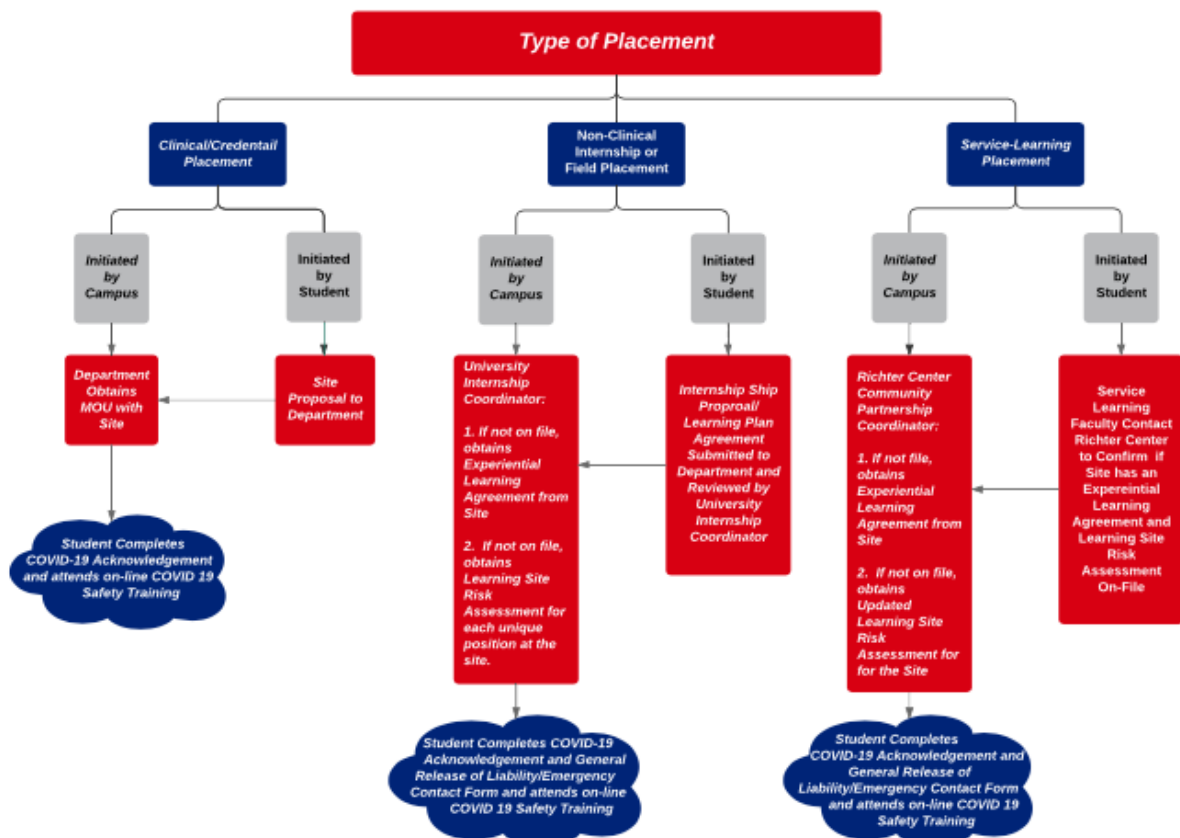 Type of Placement
Clinical/Credentail
Placement
Non-Clinical
Internship or
Field Placement
Service-Learning
Placement
Initiated
by
Campus
Initiated
by
Student
Initiated
by
Campus
Initiated
by
Student
Initiated
by
Campus
Initiated
by
Student
Department
Obtains
MOU with
Site
Site
Proposal to
Department
University
Internship
Coordinator:
1. If not on file,
obtains
Experiential
Learning
Agreement from
Site
2. If not on file,
obtains
Learning Site
Risk
Assessment for
each unique
position at the
site.
Internship Ship
Proproal/
Learning Plan
Agreement
Submitted to
Department and
Reviewed by
University
Internship
Coordinator
Richter Center
Community
Partnership
Coordinator:
1. If not file,
obtains
Experiential
Learning
Agreement from
Site
2. If not on file,
obtains
Updated
Learning Site
Risk
Assessment for
for the Site
Service
Learning
Faculty Contact
Richter Center
to Confirm if
Site has an
Expereintial
Learning
Agreement and
Learning Site
Risk
Assessment
On-File
Student Completes
COVID-19 Acknowledgement
and attends on-line COVID 19
Safety Training
Student Completes COVID-19
Acknowledgement and General
Release of Liability/Emergency
Contact Form and attends on-line
COVID 19 Safety Training
Student Completes
COVID-19 Acknowledgement and
General Release of
Liability/Emergency Contact Form
and attends on-line COVID 19
Safety Training